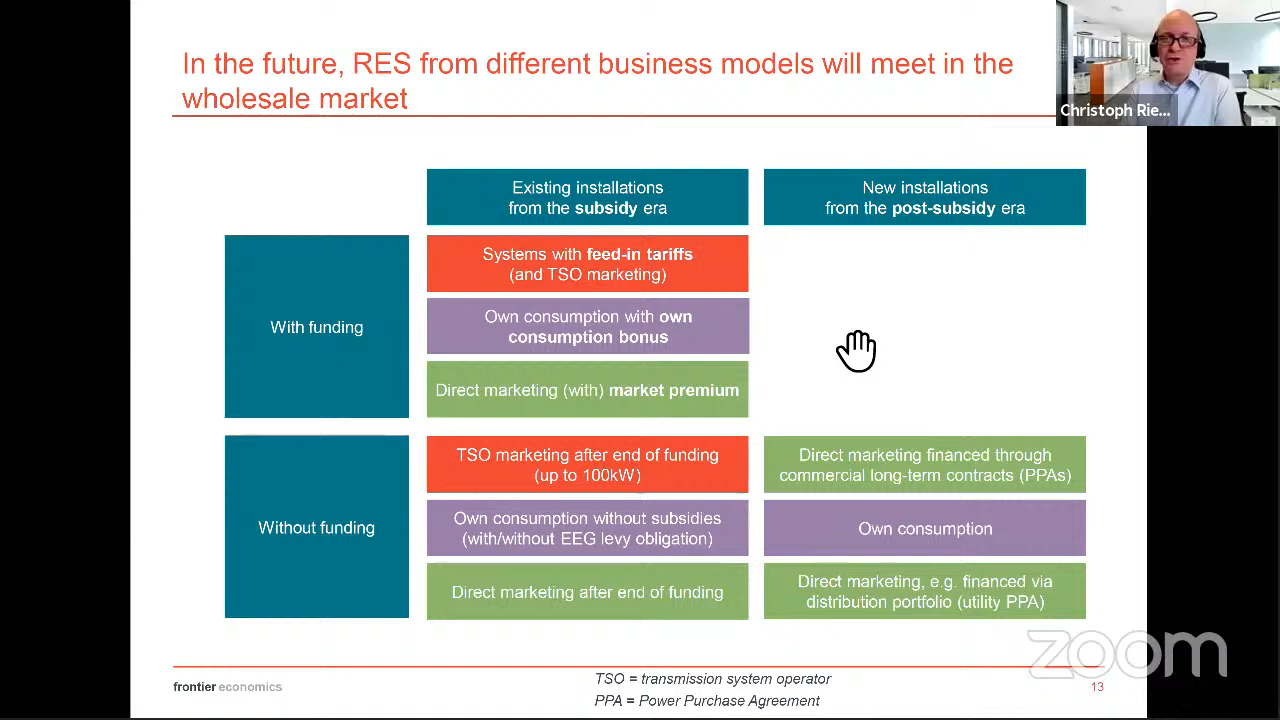 In the future, RES from different business models will meet in the
wholesale market
Christoph Rie...
Existing installations
from the subsidy era
New installations
from the post-subsidy era
With funding
Systems with feed-in tariffs
(and TSO marketing)
Own consumption with own
consumption bonus
Direct marketing (with) market premium
Without funding
TSO marketing after end of funding
(up to 100kW)
Direct marketing financed through
commercial long-term contracts (PPAs)
Own consumption without subsidies
(with/without EEG levy obligation)
Own consumption
Direct marketing after end of funding
Direct marketing, e.g. financed via
distribution portfolio (utility PPA)
zoom
frontier economics
TSO = transmission system operator
PPA = Power Purchase Agreement
13